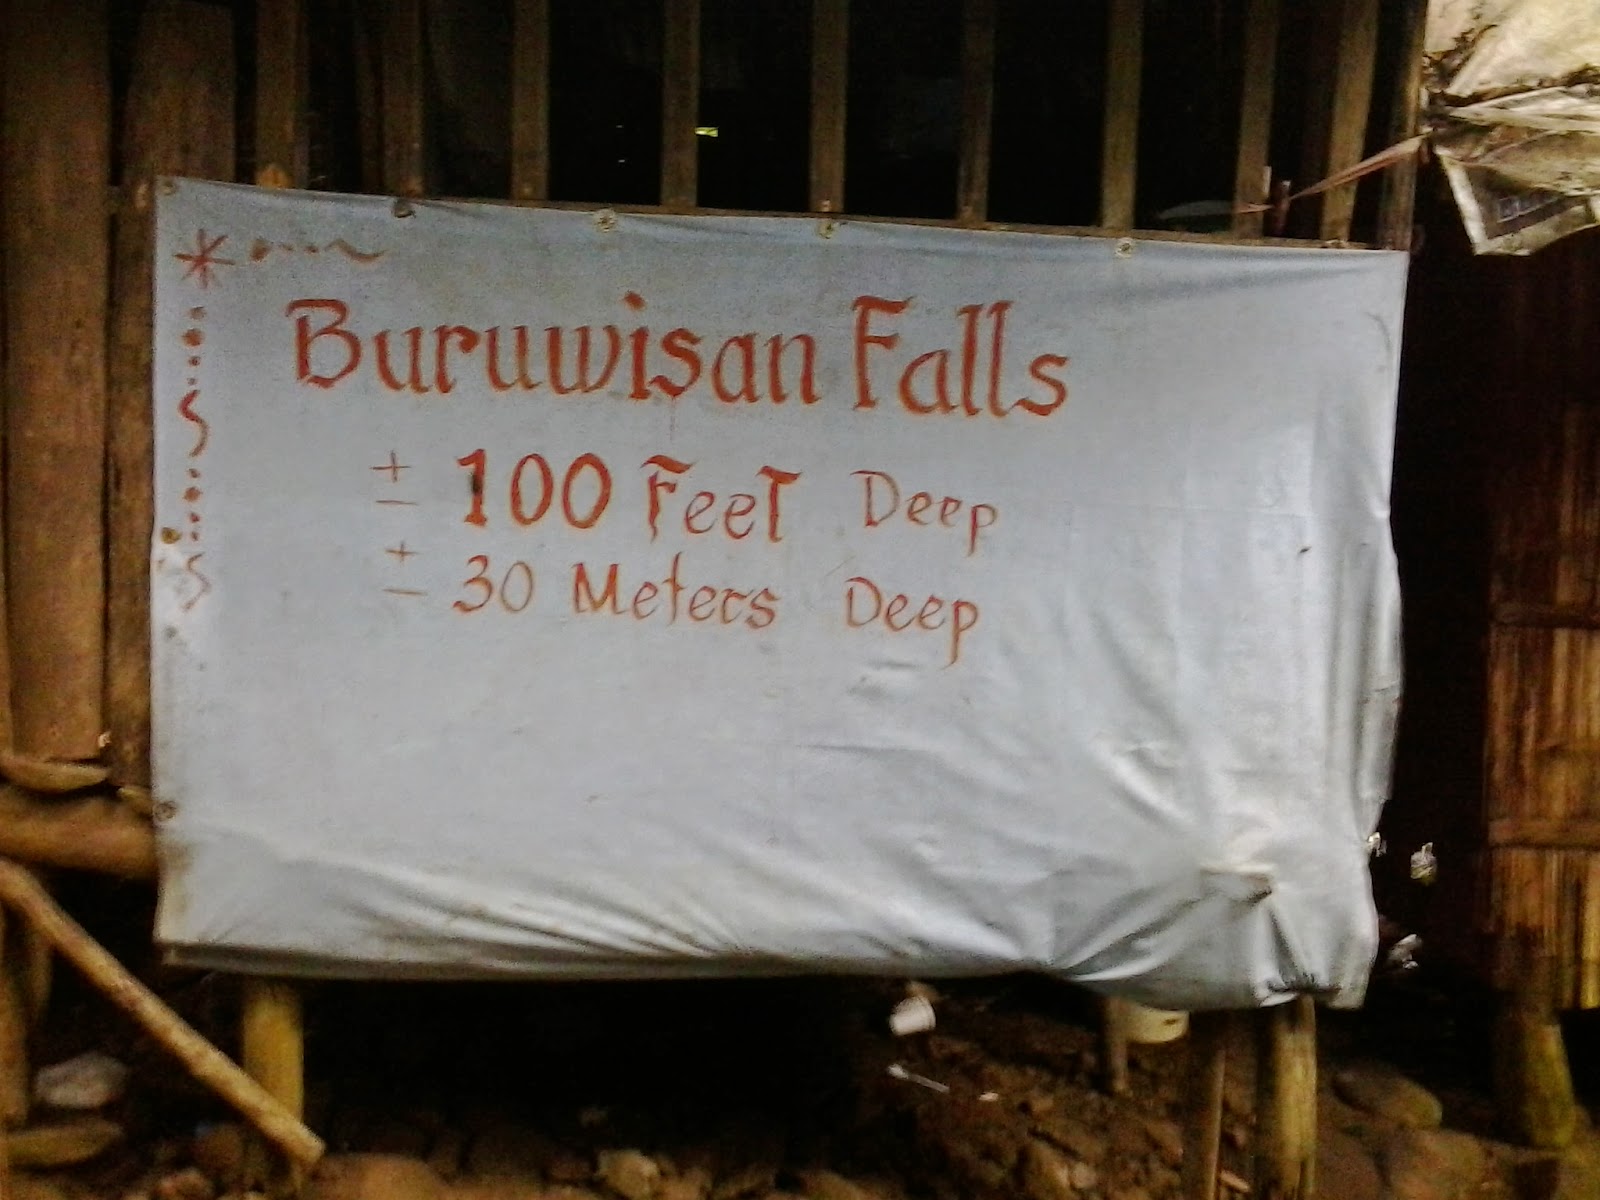 Buruwisan Falls
± 100 Feet Deep
± 30 Meters Deep